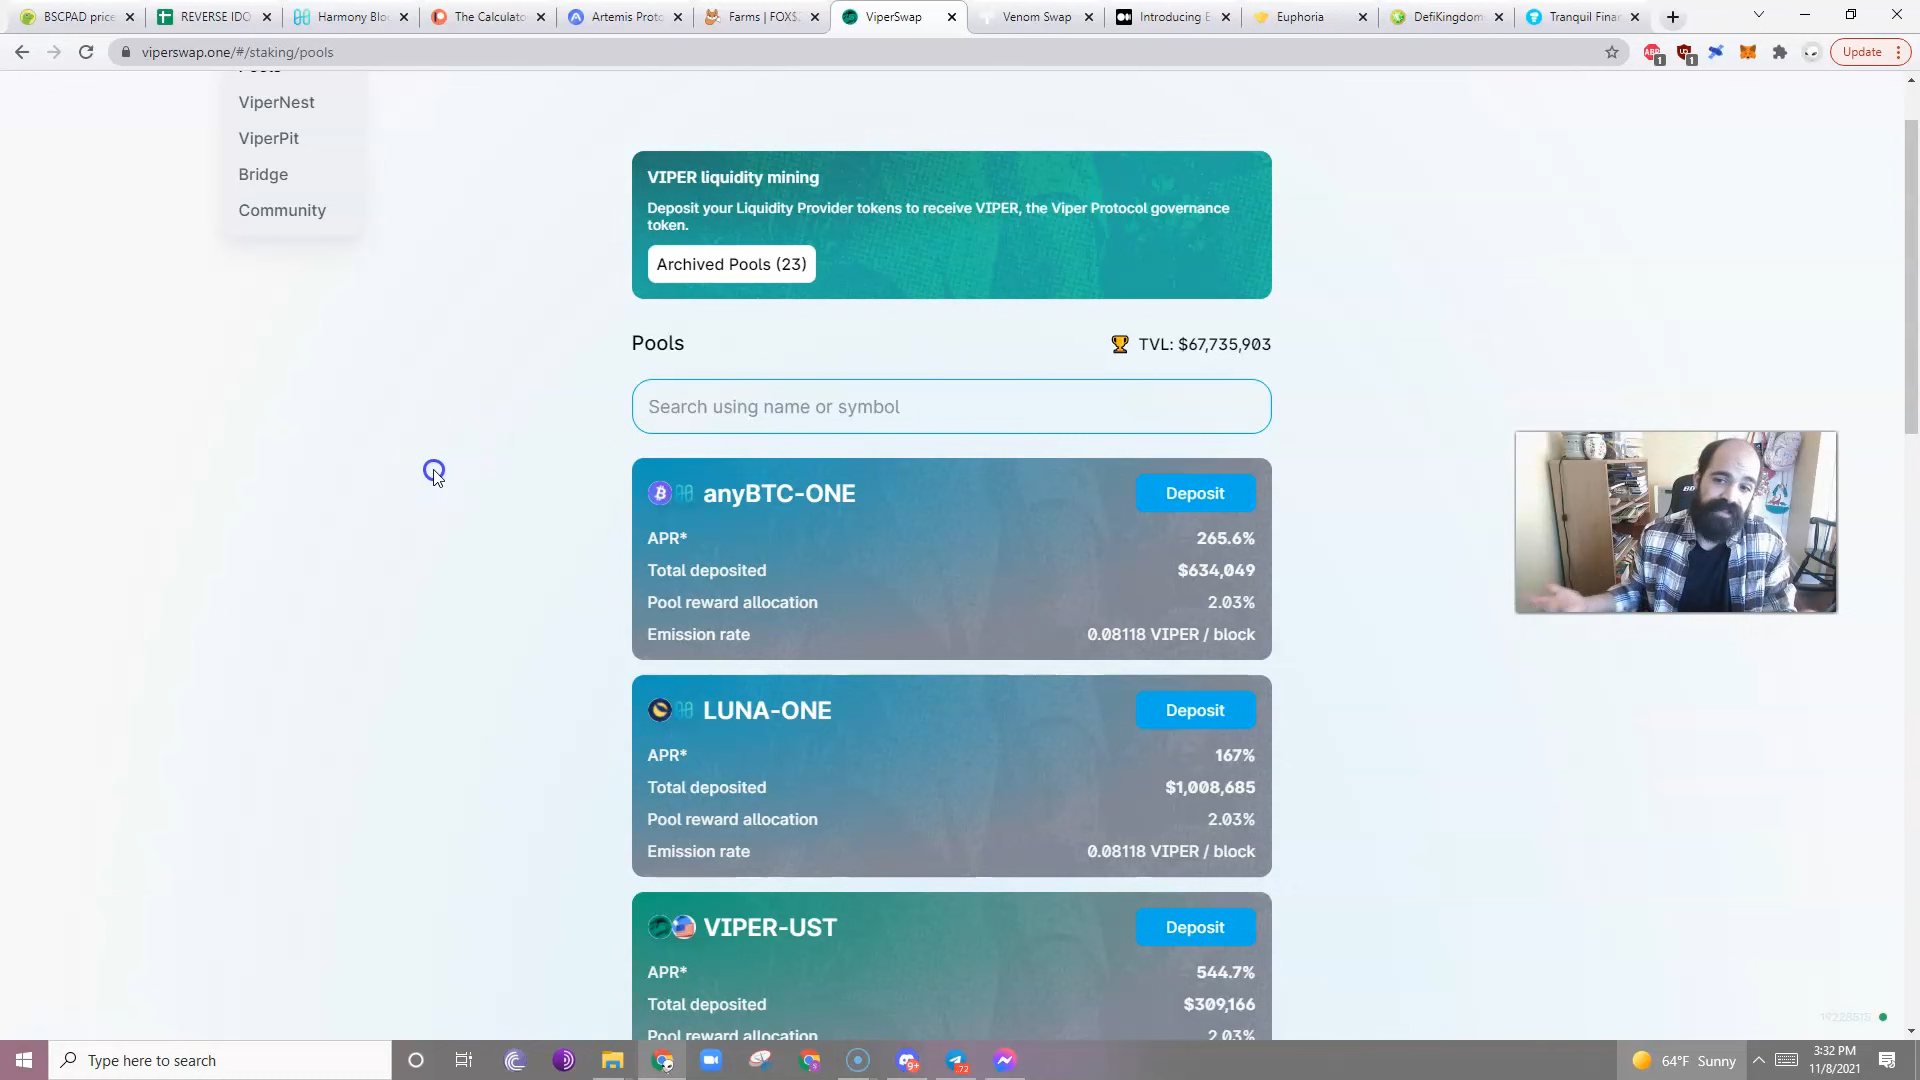 BSCPAD price
REVERSE IDO
Harmony Blo
The Calculato
Artemis Proto
Farms | FOX$
ViperSwap
Venom Swap
Introducing E
Euphoria
DefiKingdom
Tranquil Finan
viperswap.one/#/staking/pools
ABP
1
1
Update
ViperNest
ViperPit
Bridge
Community
VIPER liquidity mining
Deposit your Liquidity Provider tokens to receive VIPER, the Viper Protocol governance
token.
Archived Pools (23)
Pools
TVL: $67,735,903
Search using name or symbol
anyBTC-ONE
Deposit
APR*
265.6%
Total deposited
$634,049
Pool reward allocation
2.03%
Emission rate
0.08118 VIPER / block
LUNA-ONE
Deposit
APR*
167%
Total deposited
$1,008,685
Pool reward allocation
2.03%
Emission rate
0.08118 VIPER / block
VIPER-UST
Deposit
APR*
544.7%
Total deposited
$309,166
Pool reward allocation
2.03%
Type here to search
9+
72
64°F Sunny
3:32 PM
11/8/2021